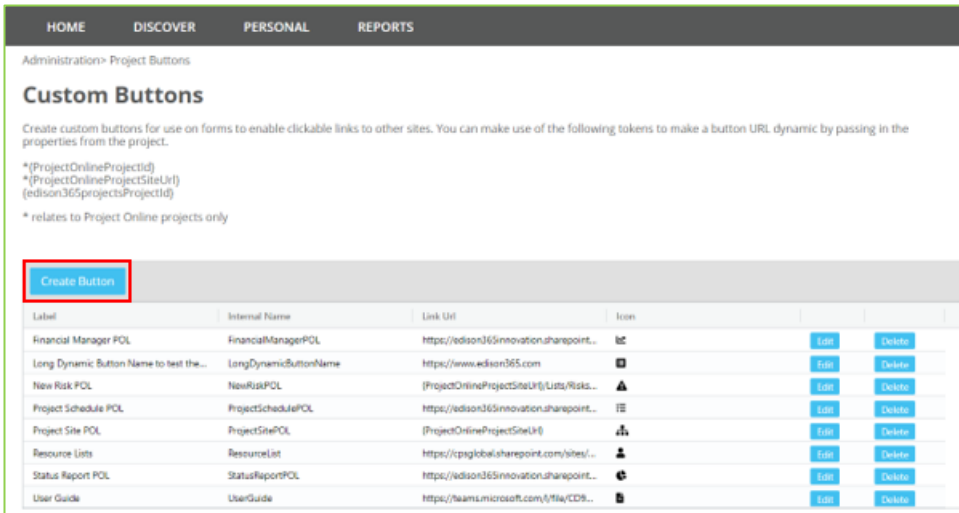 HOME DISCOVER PERSONAL REPORTS
Administration> Project Buttons
Custom Buttons
Create custom buttons for use on forms to enable clickable links to other sites. You can make use of the following tokens to make a button URL dynamic by passing in the
properties from the project.
*{ProjectOnlineProjectId}
*{ProjectOnlineProjectSiteUrl}
{edison365projectsProjectId}
* relates to Project Online projects only
Create Button
Label Internal Name Link Url Icon
Financial Manager POL FinancialManagerPOL https://edison365innovation.sharepoint... Edit Delete
Long Dynamic Button Name to test the... LongDynamicButtonName https://www.edison365.com Edit Delete
New Risk POL NewRiskPOL {ProjectOnlineProjectSiteUrl}/Lists/Risks... Edit Delete
Project Schedule POL ProjectSchedulePOL https://edison365innovation.sharepoint... Edit Delete
Project Site POL ProjectSitePOL {ProjectOnlineProjectSiteUrl} Edit Delete
Resource Lists ResourceList https://cpsglobal.sharepoint.com/sites/... Edit Delete
Status Report POL StatusReportPOL https://edison365innovation.sharepoint... Edit Delete
User Guide UserGuide https://teams.microsoft.com/l/file/CD9... Edit Delete